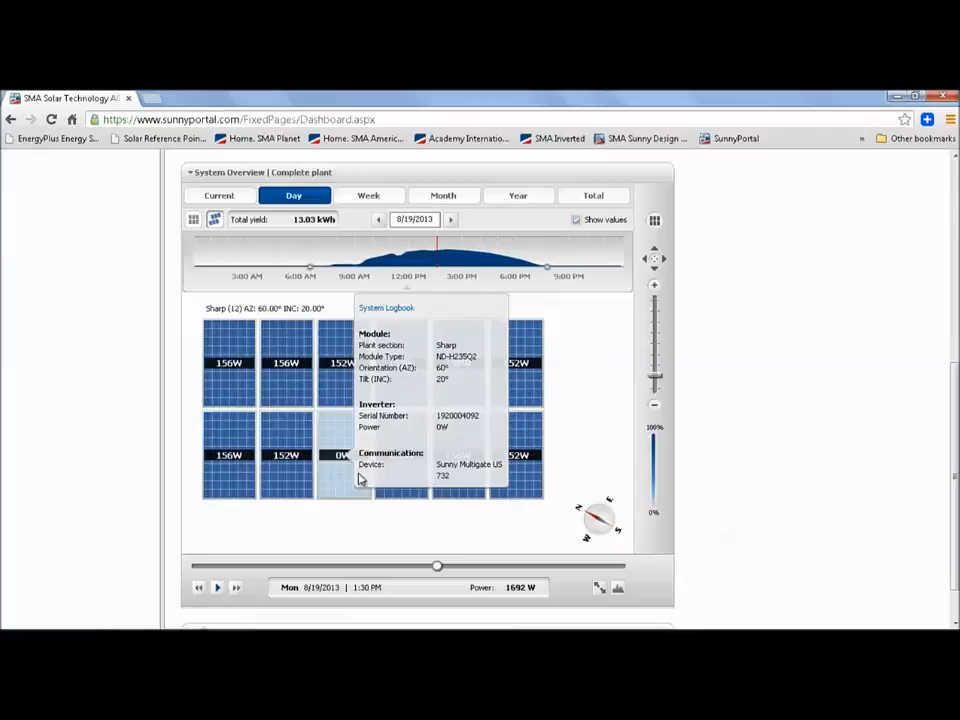 SMA Solar Technology AG
https://www.sunnyportal.com/FixedPages/Dashboard.aspx
EnergyPlus Energy S... Solar Reference Poin... Home. SMA Planet Home. SMA Americ... Academy Internatio... SMA Inverted SMA Sunny Design ... SunnyPortal Other bookmarks
System Overview | Complete plant
Current Day Week Month Year Total
Total yield: 13.03 kWh 8/19/2013 Show values
3:00 AM 6:00 AM 9:00 AM 12:00 PM 3:00 PM 6:00 PM 9:00 PM
Sharp (12) AZ: 60.00° INC: 20.00°
System Logbook
Module:
Plant section: Sharp
Module Type: ND-H235Q2
Orientation (AZ): 60°
Tilt (INC): 20°
156W 156W 152W 52W
Inverter:
Serial Number: 1920004092
Power 0W
Communication:
Device: Sunny Multigate US
732
156W 152W 0W 52W
100%
0%
N E S W
Mon 8/19/2013 | 1:30 PM Power: 1692 W